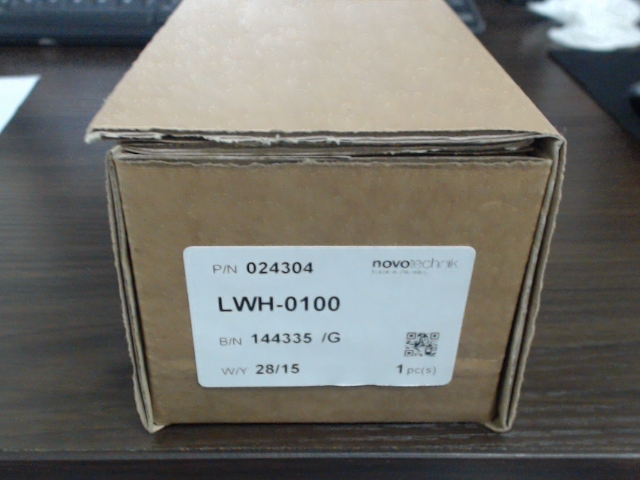 P/N 024304 novotechnik
LWH-0100
B/N 144335 /G
W/Y 28/15 1 pc(s)